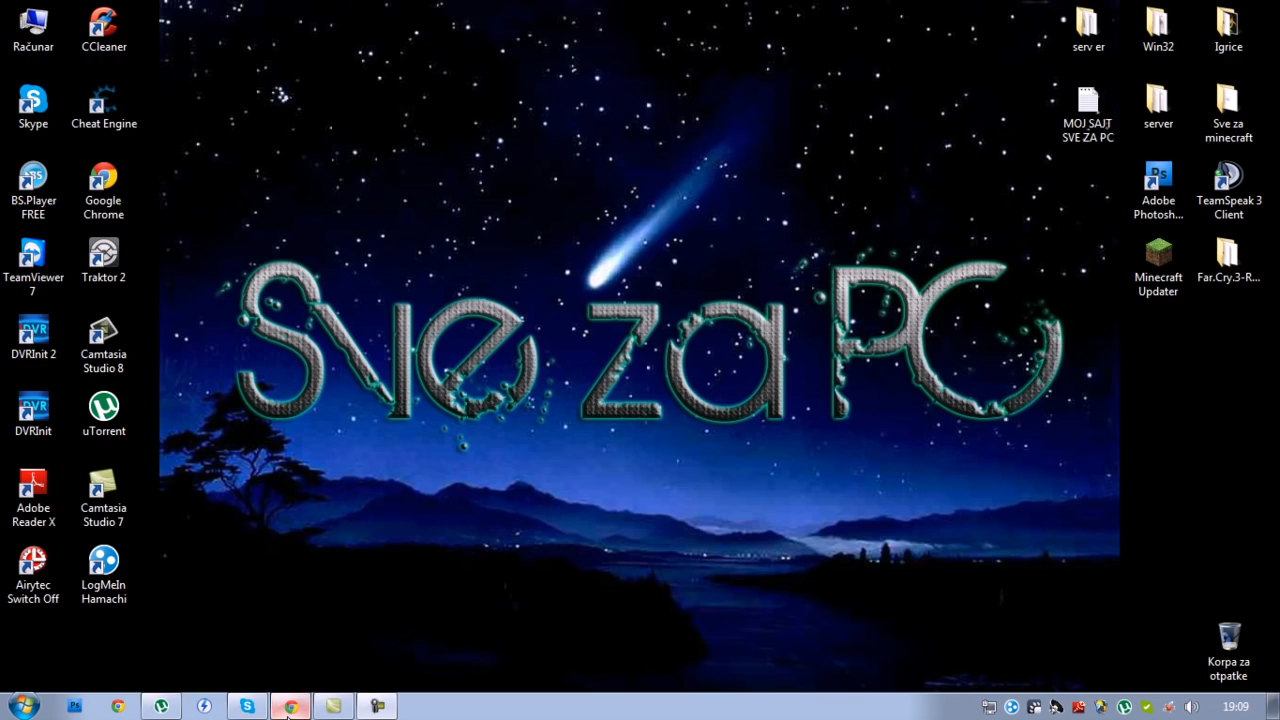 Računar
CCleaner
Skype
Cheat Engine
BS.Player
FREE
Google
Chrome
TeamViewer
7
Traktor 2
DVRInit 2
Camtasia
Studio 8
DVRInit
uTorrent
Adobe
Reader X
Camtasia
Studio 7
Airytec
Switch Off
LogMeIn
Hamachi
Sve za PC
serv er
Win32
Igrice
MOJ SAJT
SVE ZA PC
server
Sve za
minecraft
Adobe
Photosh...
TeamSpeak 3
Client
Minecraft
Updater
Far.Cry.3-R...
Korpa za
otpatke
19:09